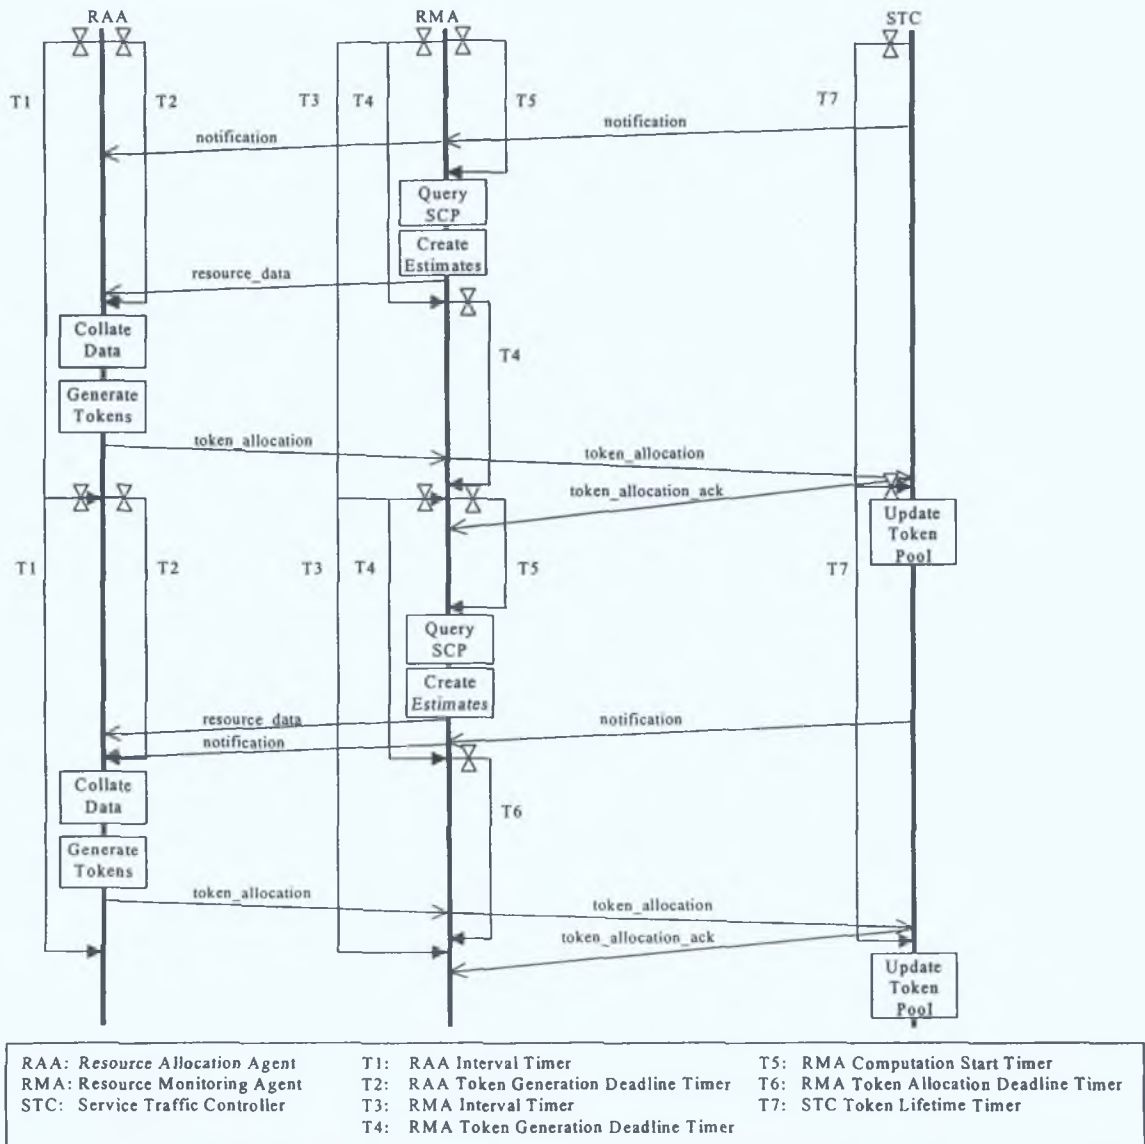 RAA
RMA
STC
T1
T2
T3
T4
T5
T7
notification
notification
Query
SCP
Create
Estimates
resource_data
Collate
Data
T4
Generate
Tokens
token_allocation
token_allocation
token_allocation_ack
Update
Token
Pool
T1
T2
T3
T4
T5
T7
Query
SCP
Create
Estimates
resource_data
notification
notification
Collate
Data
T6
Generate
Tokens
token_allocation
token_allocation
token_allocation_ack
Update
Token
Pool
RAA: Resource Allocation Agent
RMA: Resource Monitoring Agent
STC: Service Traffic Controller
T1: RAA Interval Timer
T2: RAA Token Generation Deadline Timer
T3: RMA Interval Timer
T4: RMA Token Generation Deadline Timer
T5: RMA Computation Start Timer
T6: RMA Token Allocation Deadline Timer
T7: STC Token Lifetime Timer